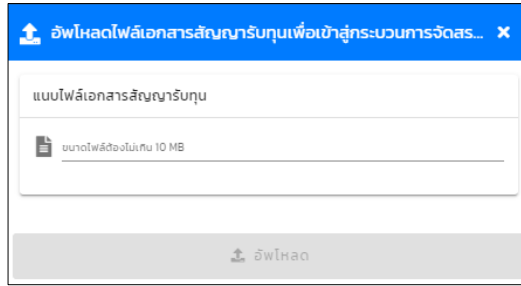 อัพโหลดไฟล์เอกสารสัญญารับทุนเพื่อเข้าสู่กระบวนการจัดสร...
แนบไฟล์เอกสารสัญญารับทุน
ขนาดไฟล์ต้องไม่เกิน 10 MB
อัพโหลด